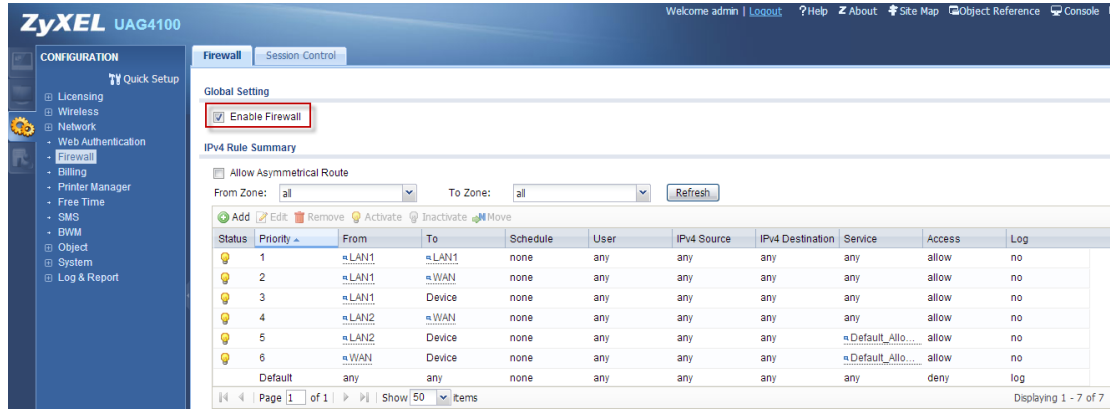 ZyXEL UAG4100
Welcome admin | Logout ?Help Z About Site Map Object Reference Console
CONFIGURATION
Quick Setup
Licensing
Wireless
Network
Web Authentication
Firewall
Billing
Printer Manager
Free Time
SMS
BWM
Object
System
Log & Report
Firewall Session Control
Global Setting
Enable Firewall
IPv4 Rule Summary
Allow Asymmetrical Route
From Zone: all To Zone: all Refresh
Add Edit Remove Activate Inactivate Move
Status Priority From To Schedule User IPv4 Source IPv4 Destination Service Access Log
1 LAN1 LAN1 none any any any any allow no
2 LAN1 WAN none any any any any allow no
3 LAN1 Device none any any any any allow no
4 LAN2 WAN none any any any any allow no
5 LAN2 Device none any any any Default_Allo... allow no
6 WAN Device none any any any Default_Allo... allow no
Default any any none any any any any deny log
Page 1 of 1 Show 50 items Displaying 1 - 7 of 7